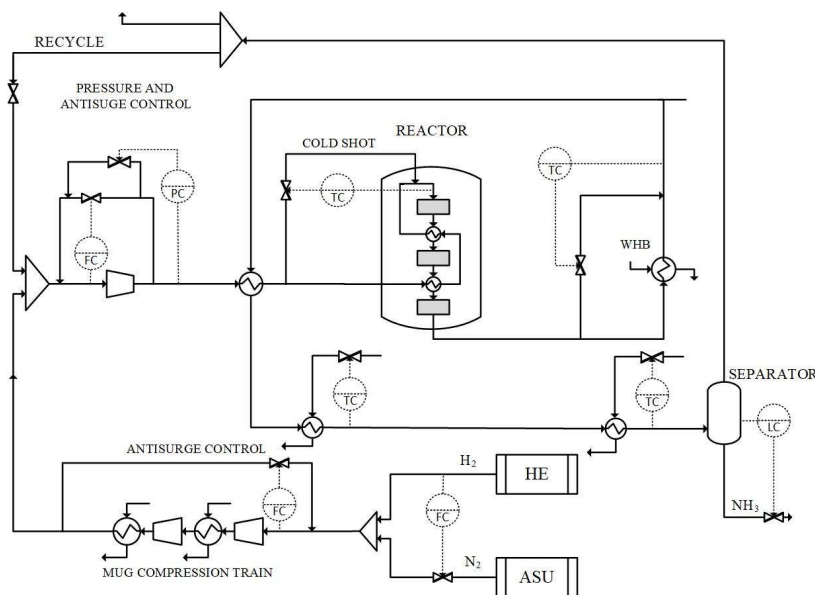 RECYCLE
PRESSURE AND
ANTISUGE CONTROL
REACTOR
COLD SHOT
TC
TC
PC
FC
WHB
SEPARATOR
TC
TC
LC
ANTISURGE CONTROL
H2
HE
FC
FC
NH3
N2
ASU
MUG COMPRESSION TRAIN